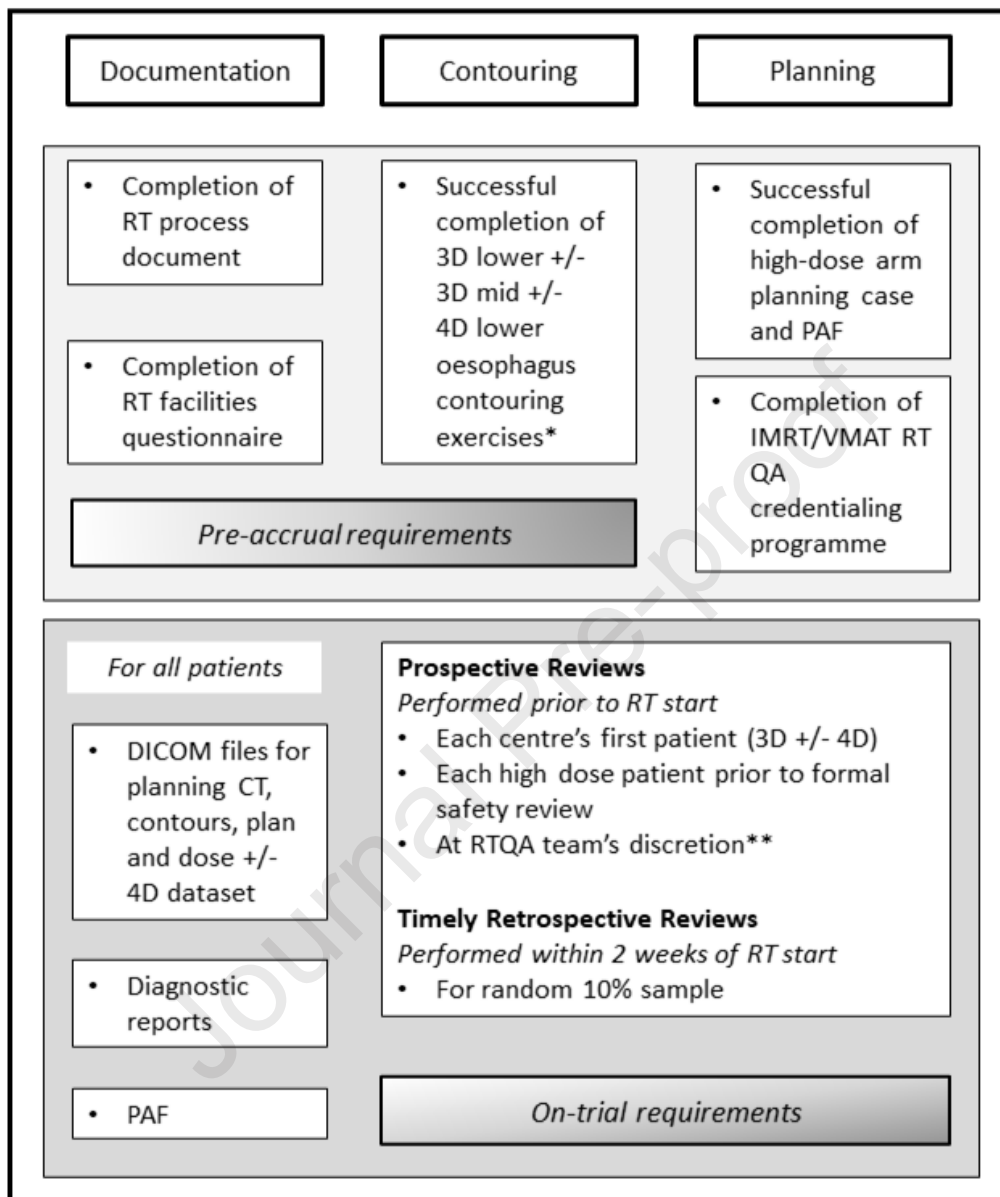 Documentation
Contouring
Planning
• Completion of
RT process
document
• Completion of
RT facilities
questionnaire
• Successful
completion of
3D lower +/-
3D mid +/-
4D lower
oesophagus
contouring
exercises*
• Successful
completion of
high-dose arm
planning case
and PAF
• Completion of
IMRT/VMAT RT
QA
credentialing
programme
Pre-accrual requirements
For all patients
• DICOM files for
planning CT,
contours, plan
and dose +/-
4D dataset
• Diagnostic
reports
• PAF
Prospective Reviews
Performed prior to RT start
• Each centre's first patient (3D +/- 4D)
• Each high dose patient prior to formal
safety review
• At RTQA team's discretion**
Timely Retrospective Reviews
Performed within 2 weeks of RT start
• For random 10% sample
On-trial requirements
Journal Pre-proof